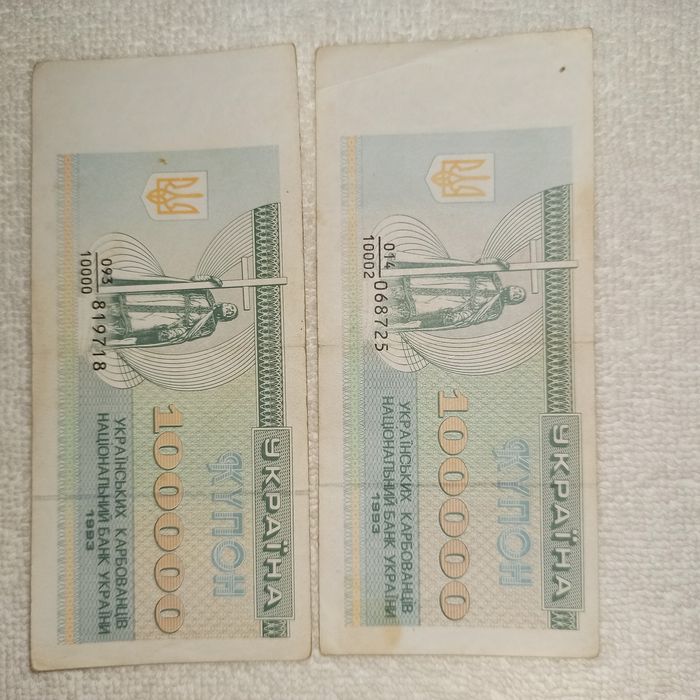 УКРАЇНА
КУПОН
100000
УКРАЇНСЬКИХ КАРБОВАНЦІВ
НАЦІОНАЛЬНИЙ БАНК УКРАЇНИ
1993
093
10000
819718
УКРАЇНА
КУПОН
100000
УКРАЇНСЬКИХ КАРБОВАНЦІВ
НАЦІОНАЛЬНИЙ БАНК УКРАЇНИ
1993
014
10002
068725